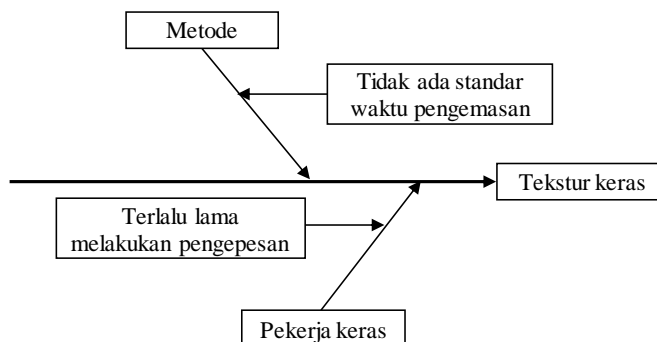 Metode
Tidak ada standar
waktu pengemasan
Tekstur keras
Terlalu lama
melakukan pengepesan
Pekerja keras